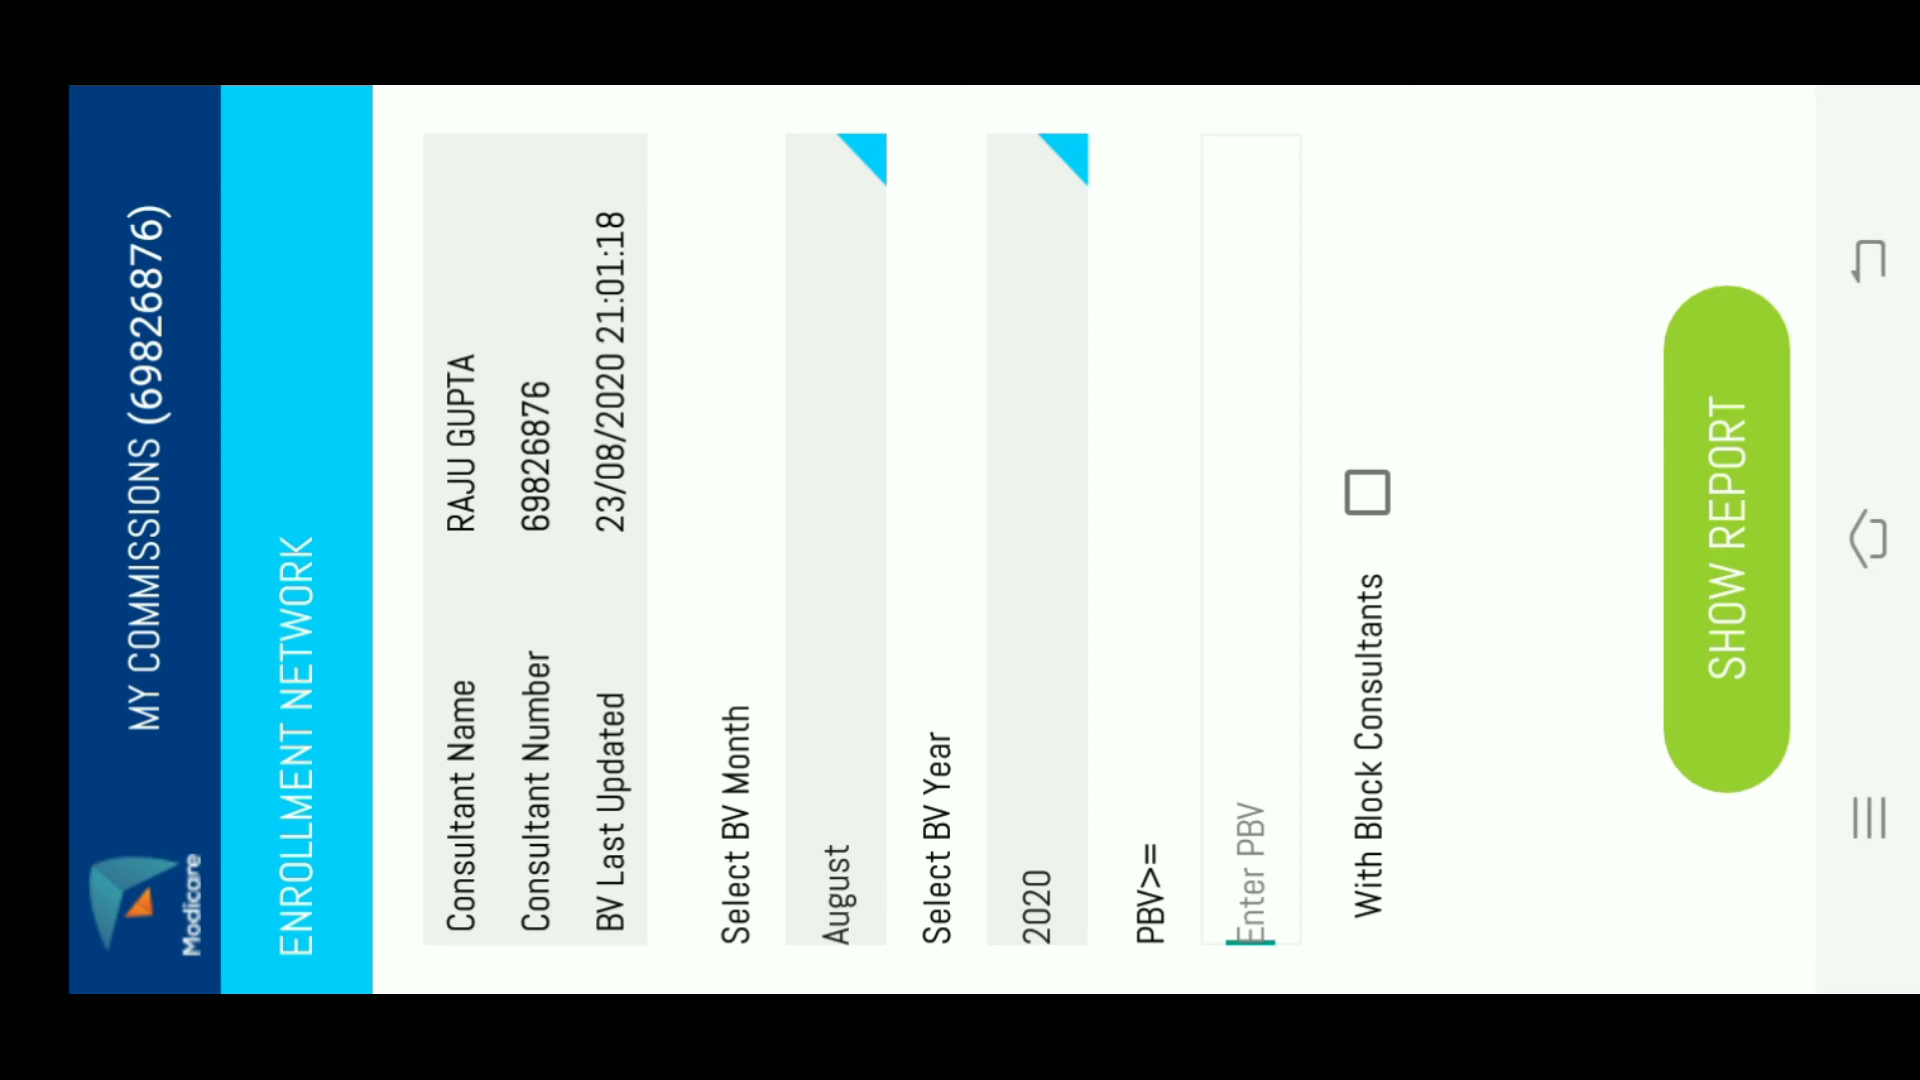 Modicare
MY COMMISSIONS (69826876)
ENROLLMENT NETWORK
Consultant Name RAJU GUPTA
Consultant Number 69826876
BV Last Updated 23/08/2020 21:01:18
Select BV Month
August
Select BV Year
2020
PBV>=
Enter PBV
With Block Consultants
SHOW REPORT